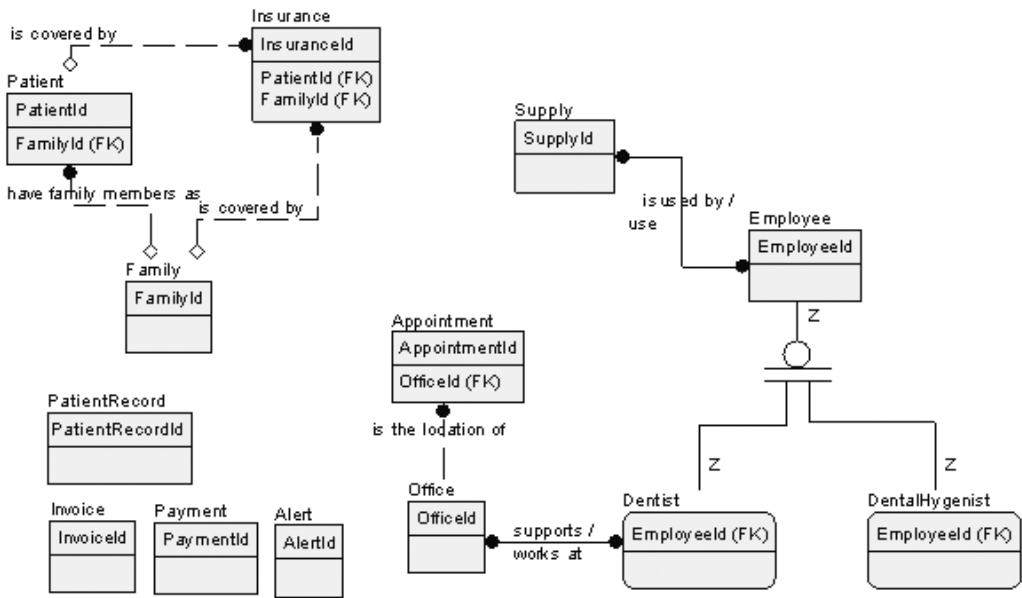 Insurance
InsuranceId
PatientId (FK)
FamilyId (FK)
is covered by
Patient
PatientId
FamilyId (FK)
have family members as
is covered by
Family
FamilyId
Supply
SupplyId
is used by /
use
Employee
EmployeeId
Z
Appointment
AppointmentId
OfficeId (FK)
is the location of
PatientRecord
PatientRecordId
Z
Z
Office
OfficeId
supports /
works at
Dentist
EmployeeId (FK)
DentalHygenist
EmployeeId (FK)
Invoice
InvoiceId
Payment
PaymentId
Alert
AlertId